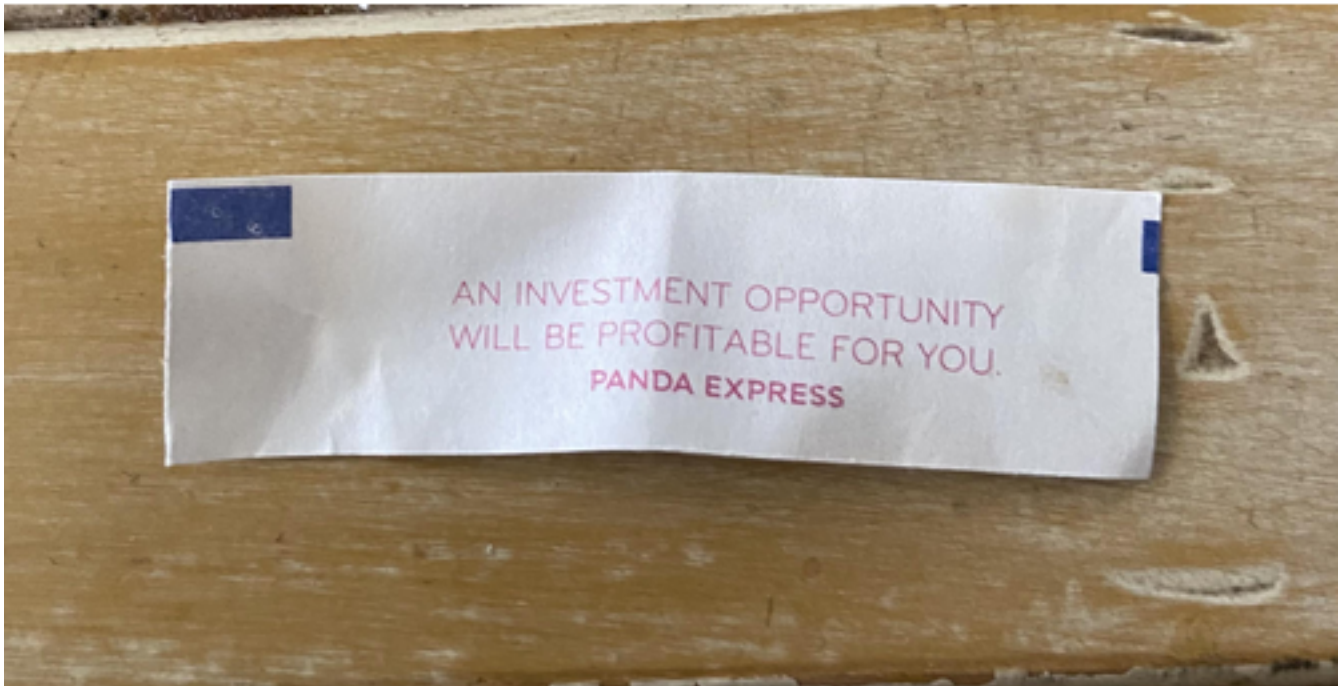 AN INVESTMENT OPPORTUNITY
WILL BE PROFITABLE FOR YOU.
PANDA EXPRESS